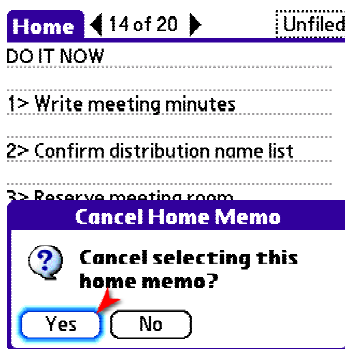 Home 14 of 20 Unfiled
DO IT NOW
1> Write meeting minutes
2> Confirm distribution name list
3> Reserve meeting room
Cancel Home Memo
Cancel selecting this
home memo?
Yes No